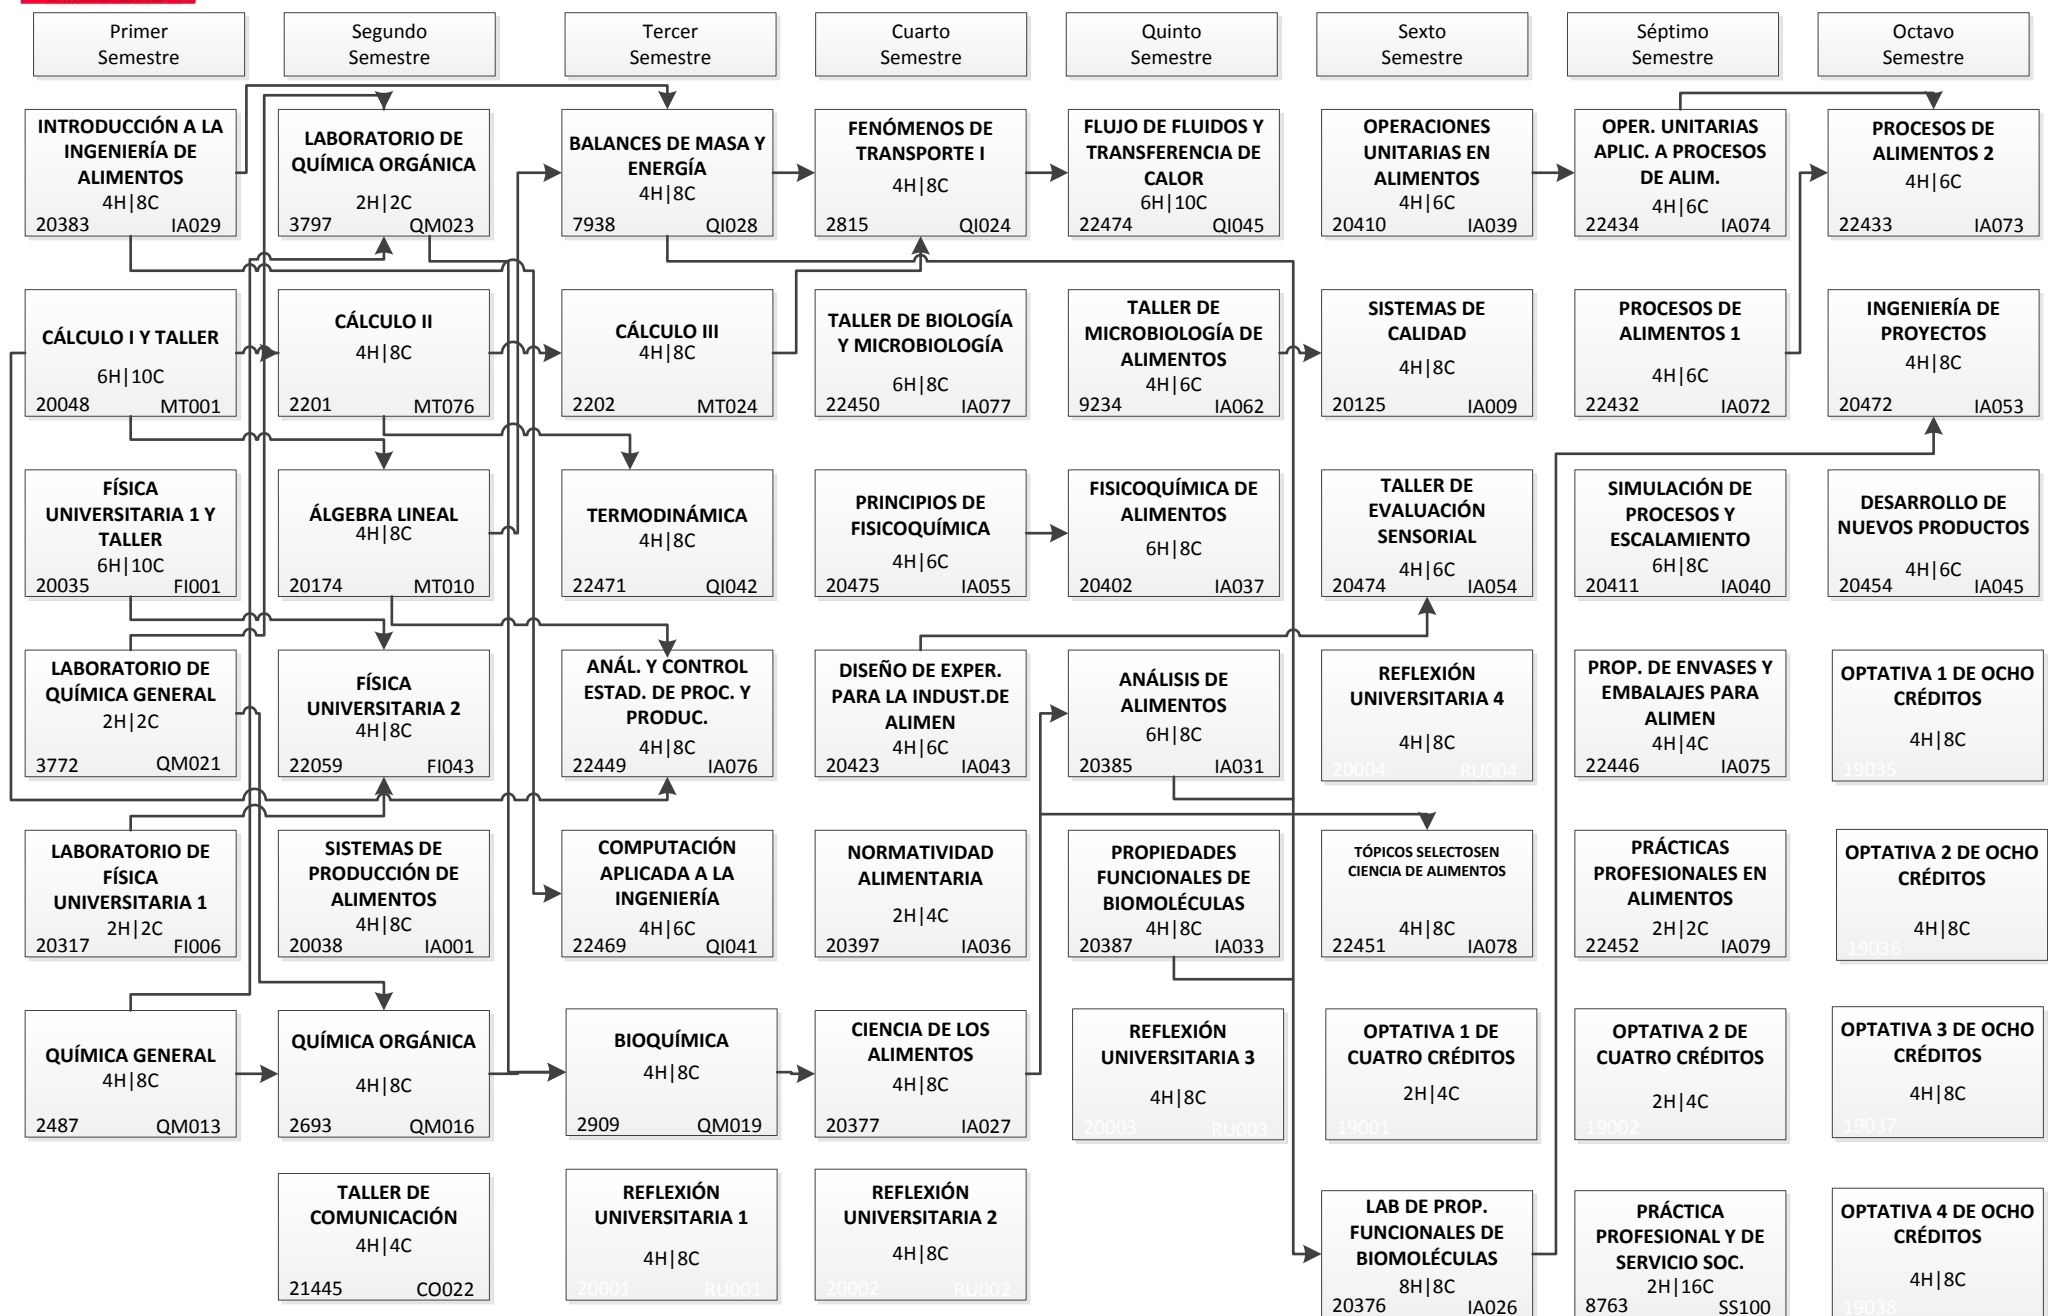 Primer
Semestre
Segundo
Semestre
Tercer
Semestre
Cuarto
Semestre
Quinto
Semestre
Sexto
Semestre
Séptimo
Semestre
Octavo
Semestre
INTRODUCCIÓN A LA
INGENIERÍA DE
ALIMENTOS
4H|8C
20383 IA029
LABORATORIO DE
QUÍMICA ORGÁNICA
2H|2C
3797 QM023
BALANCES DE MASA Y
ENERGÍA
4H|8C
7938 QI028
FENÓMENOS DE
TRANSPORTE I
4H|8C
2815 QI024
FLUJO DE FLUIDOS Y
TRANSFERENCIA DE
CALOR
6H|10C
22474 QI045
OPERACIONES
UNITARIAS EN
ALIMENTOS
4H|6C
20410 IA039
OPER. UNITARIAS
APLIC. A PROCESOS
DE ALIM.
4H|6C
22434 IA074
PROCESOS DE
ALIMENTOS 2
4H|6C
22433 IA073
CÁLCULO I Y TALLER
6H|10C
20048 MT001
CÁLCULO II
4H|8C
2201 MT076
CÁLCULO III
4H|8C
2202 MT024
TALLER DE BIOLOGÍA
Y MICROBIOLOGÍA
6H|8C
22450 IA077
TALLER DE
MICROBIOLOGÍA DE
ALIMENTOS
4H|6C
9234 IA062
SISTEMAS DE
CALIDAD
4H|8C
20125 IA009
PROCESOS DE
ALIMENTOS 1
4H|6C
22432 IA072
INGENIERÍA DE
PROYECTOS
4H|8C
20472 IA053
FÍSICA
UNIVERSITARIA 1 Y
TALLER
6H|10C
20035 FI001
ÁLGEBRA LINEAL
4H|8C
20174 MT010
TERMODINÁMICA
4H|8C
22471 QI042
PRINCIPIOS DE
FISICOQUÍMICA
4H|6C
20475 IA055
FISICOQUÍMICA DE
ALIMENTOS
6H|8C
20402 IA037
TALLER DE
EVALUACIÓN
SENSORIAL
4H|6C
20474 IA054
SIMULACIÓN DE
PROCESOS Y
ESCALAMIENTO
6H|8C
20411 IA040
DESARROLLO DE
NUEVOS PRODUCTOS
4H|6C
20454 IA045
LABORATORIO DE
QUÍMICA GENERAL
2H|2C
3772 QM021
FÍSICA
UNIVERSITARIA 2
4H|8C
22059 FI043
ANÁL. Y CONTROL
ESTAD. DE PROC. Y
PRODUC.
4H|8C
22449 IA076
DISEÑO DE EXPER.
PARA LA INDUST.DE
ALIMEN
4H|6C
20423 IA043
ANÁLISIS DE
ALIMENTOS
6H|8C
20385 IA031
REFLEXIÓN
UNIVERSITARIA 4
4H|8C
20004 RU004
PROP. DE ENVASES Y
EMBALAJES PARA
ALIMEN
4H|4C
22446 IA075
OPTATIVA 1 DE OCHO
CRÉDITOS
4H|8C
19035
LABORATORIO DE
FÍSICA
UNIVERSITARIA 1
2H|2C
20317 FI006
SISTEMAS DE
PRODUCCIÓN DE
ALIMENTOS
4H|8C
20038 IA001
COMPUTACIÓN
APLICADA A LA
INGENIERÍA
4H|6C
22469 QI041
NORMATIVIDAD
ALIMENTARIA
2H|4C
20397 IA036
PROPIEDADES
FUNCIONALES DE
BIOMOLÉCULAS
4H|8C
20387 IA033
TÓPICOS SELECTOSEN
CIENCIA DE ALIMENTOS
4H|8C
22451 IA078
PRÁCTICAS
PROFESIONALES EN
ALIMENTOS
2H|2C
22452 IA079
OPTATIVA 2 DE OCHO
CRÉDITOS
4H|8C
19036
QUÍMICA GENERAL
4H|8C
2487 QM013
QUÍMICA ORGÁNICA
4H|8C
2693 QM016
BIOQUÍMICA
4H|8C
2909 QM019
CIENCIA DE LOS
ALIMENTOS
4H|8C
20377 IA027
REFLEXIÓN
UNIVERSITARIA 3
4H|8C
20003 RU003
OPTATIVA 1 DE
CUATRO CRÉDITOS
2H|4C
19001
OPTATIVA 2 DE
CUATRO CRÉDITOS
2H|4C
19002
OPTATIVA 3 DE OCHO
CRÉDITOS
4H|8C
19037
TALLER DE
COMUNICACIÓN
4H|4C
21445 CO022
REFLEXIÓN
UNIVERSITARIA 1
4H|8C
20001 RU001
REFLEXIÓN
UNIVERSITARIA 2
4H|8C
20002 RU002
LAB DE PROP.
FUNCIONALES DE
BIOMOLÉCULAS
8H|8C
20376 IA026
PRÁCTICA
PROFESIONAL Y DE
SERVICIO SOC.
2H|16C
8763 SS100
OPTATIVA 4 DE OCHO
CRÉDITOS
4H|8C
19038